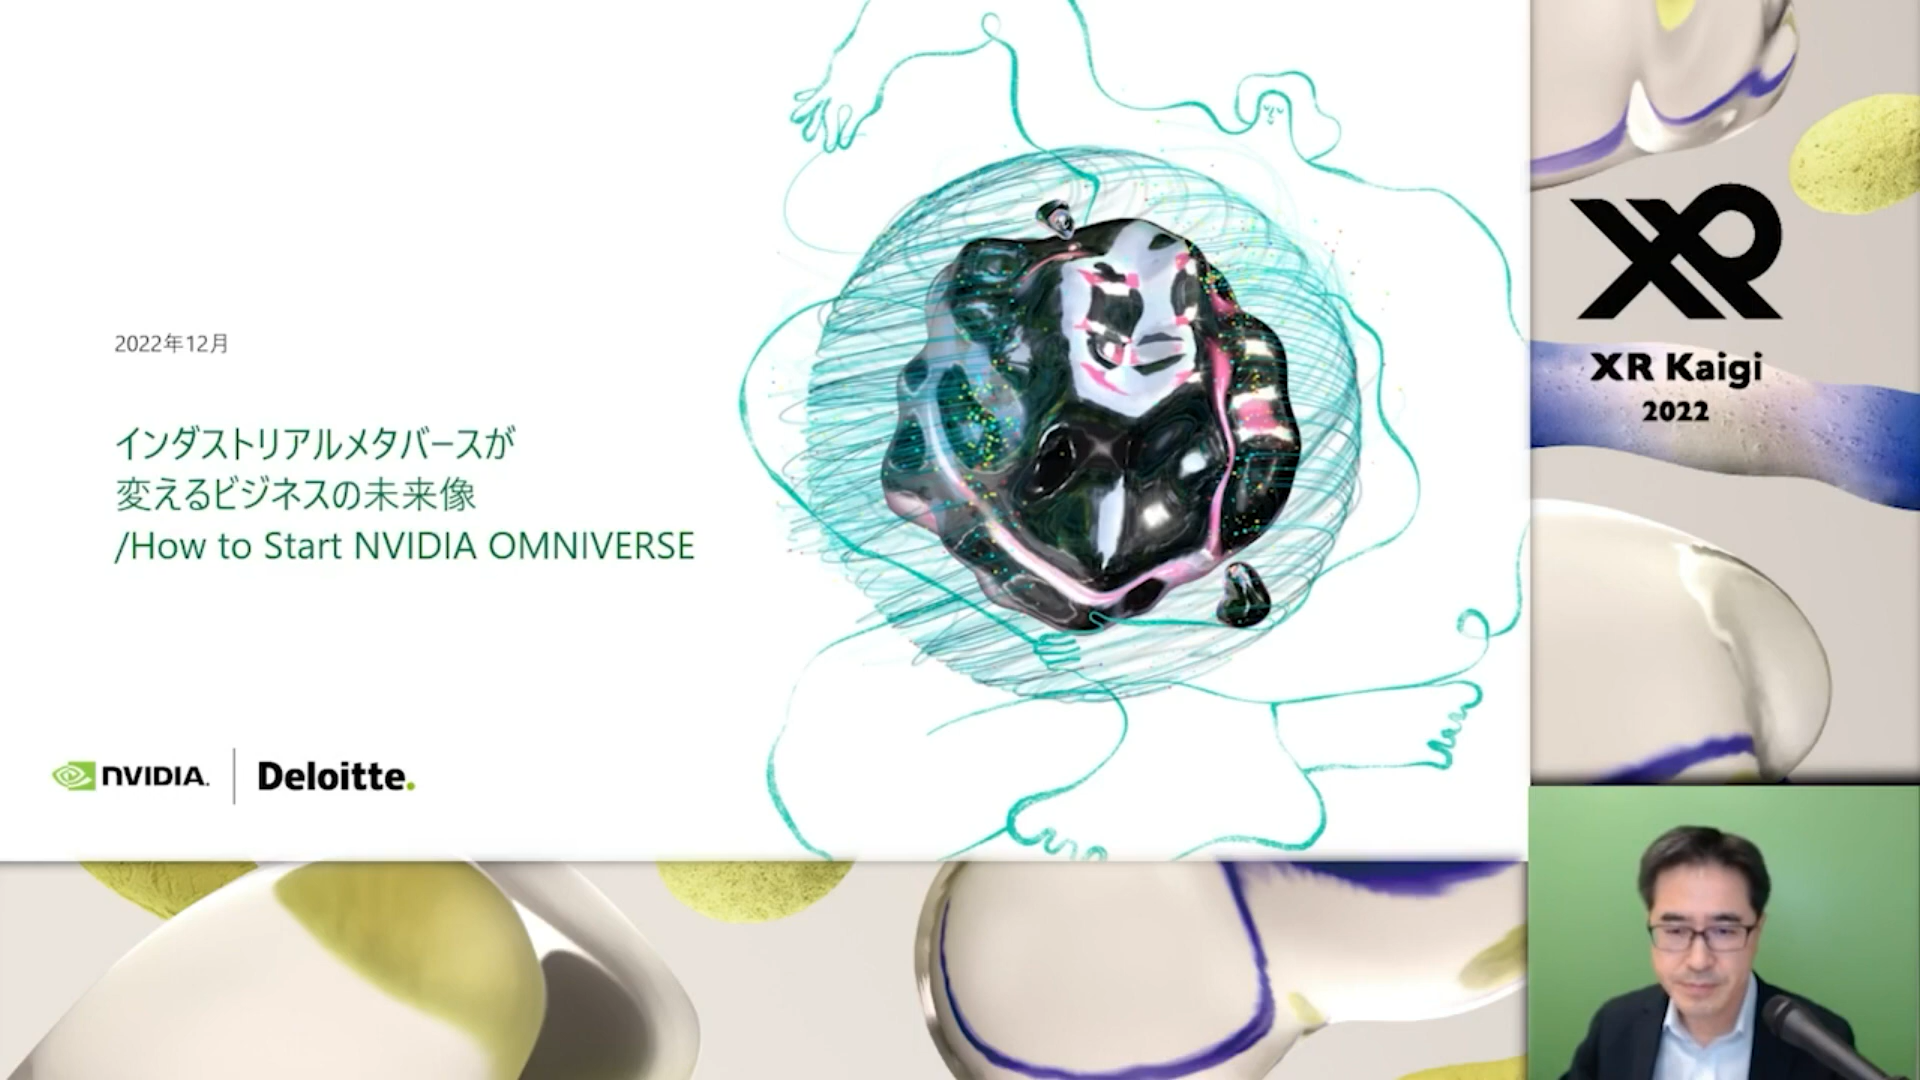 2022年12月
インダストリアルメタバースが
変えるビジネスの未来像
/How to Start NVIDIA OMNIVERSE
NVIDIA.
Deloitte.
XR
XR Kaigi
2022